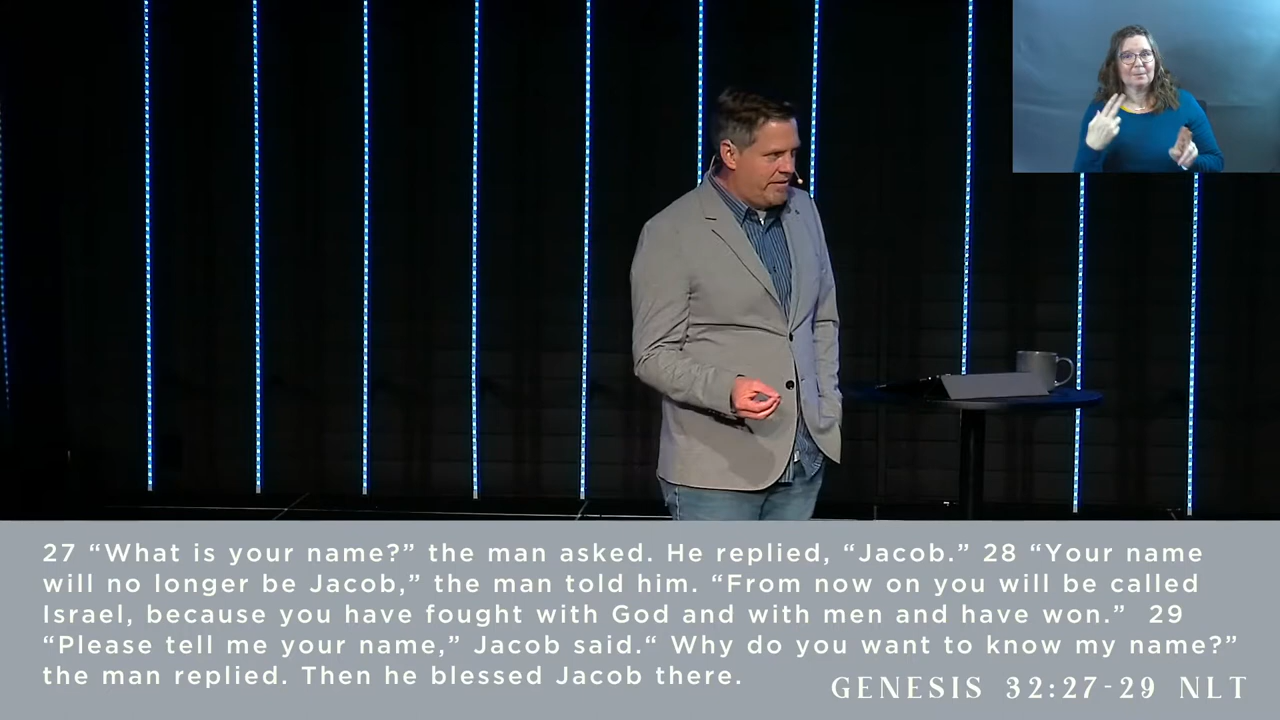 27 “What is your name?” the man asked. He replied, “Jacob.” 28 “Your name
will no longer be Jacob,” the man told him. “From now on you will be called
Israel, because you have fought with God and with men and have won.”  29
“Please tell me your name,” Jacob said.“ Why do you want to know my name?”
the man replied. Then he blessed Jacob there.
GENESIS 32:27-29 NLT